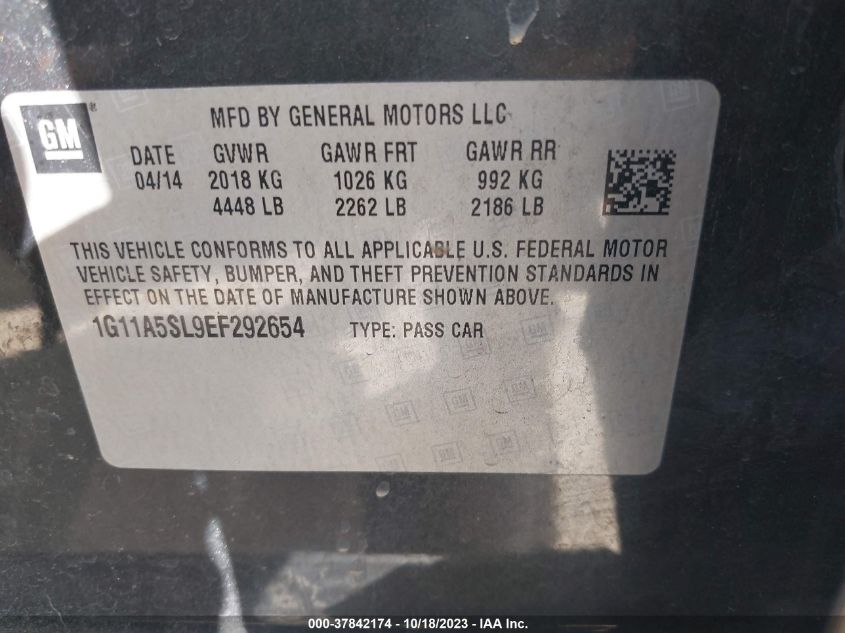 GM
MFD BY GENERAL MOTORS LLC
DATE GVWR GAWR FRT GAWR RR
04/14 2018 KG 1026 KG 992 KG
4448 LB 2262 LB 2186 LB
THIS VEHICLE CONFORMS TO ALL APPLICABLE U.S. FEDERAL MOTOR
VEHICLE SAFETY, BUMPER, AND THEFT PREVENTION STANDARDS IN
EFFECT ON THE DATE OF MANUFACTURE SHOWN ABOVE.
1G11A5SL9EF292654 TYPE: PASS CAR
000-37842174 - 10/18/2023 - IAA Inc.